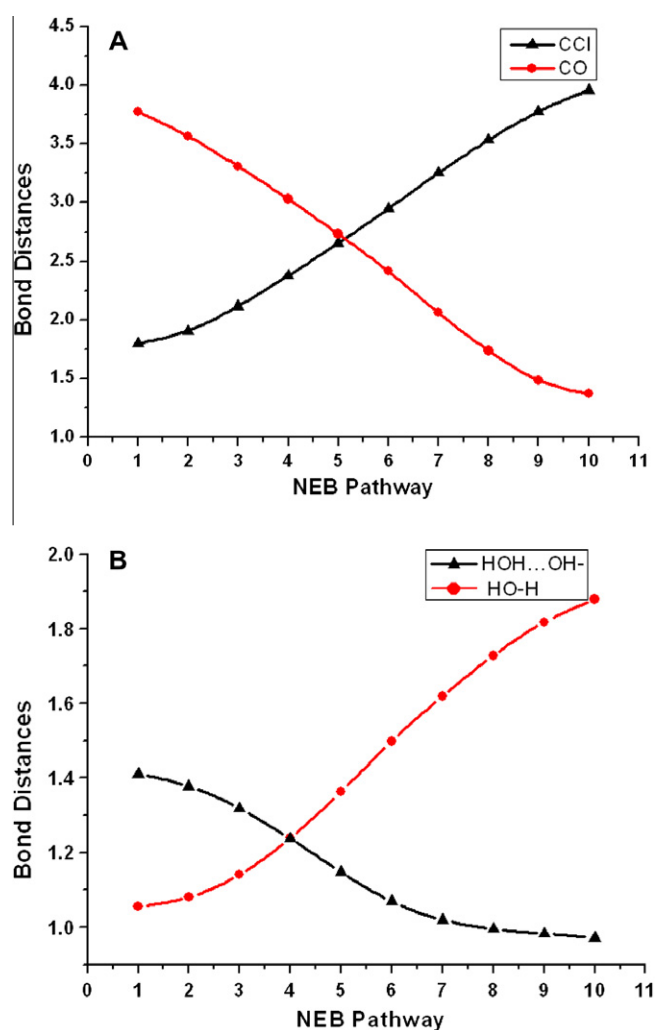 A
CCl
CO
Bond Distances
4.5
4.0
3.5
3.0
2.5
2.0
1.5
1.0
0 1 2 3 4 5 6 7 8 9 10 11
NEB Pathway
B
HOH...OH-
HO-H
Bond Distances
2.0
1.8
1.6
1.4
1.2
1.0
0 1 2 3 4 5 6 7 8 9 10 11
NEB Pathway